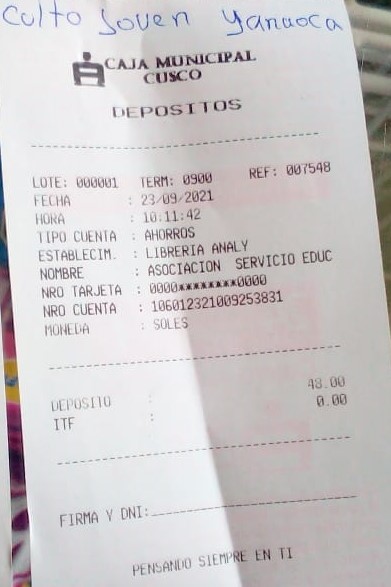 Culto Joven Yanaoca
CAJA MUNICIPAL
CUSCO
DEPOSITOS
LOTE: 000001 TERM: 0900 REF: 007548
FECHA : 23/09/2021
HORA : 10:11:42
TIPO CUENTA : AHORROS
ESTABLECIM. : LIBRERIA ANALY
NOMBRE : ASOCIACION SERVICIO EDUC
NRO TARJETA : 0000********0000
NRO CUENTA : 106012321009253831
MONEDA : SOLES
DEPOSITO : 48.00
ITF : 0.00
FIRMA Y DNI:
PENSANDO SIEMPRE EN TI